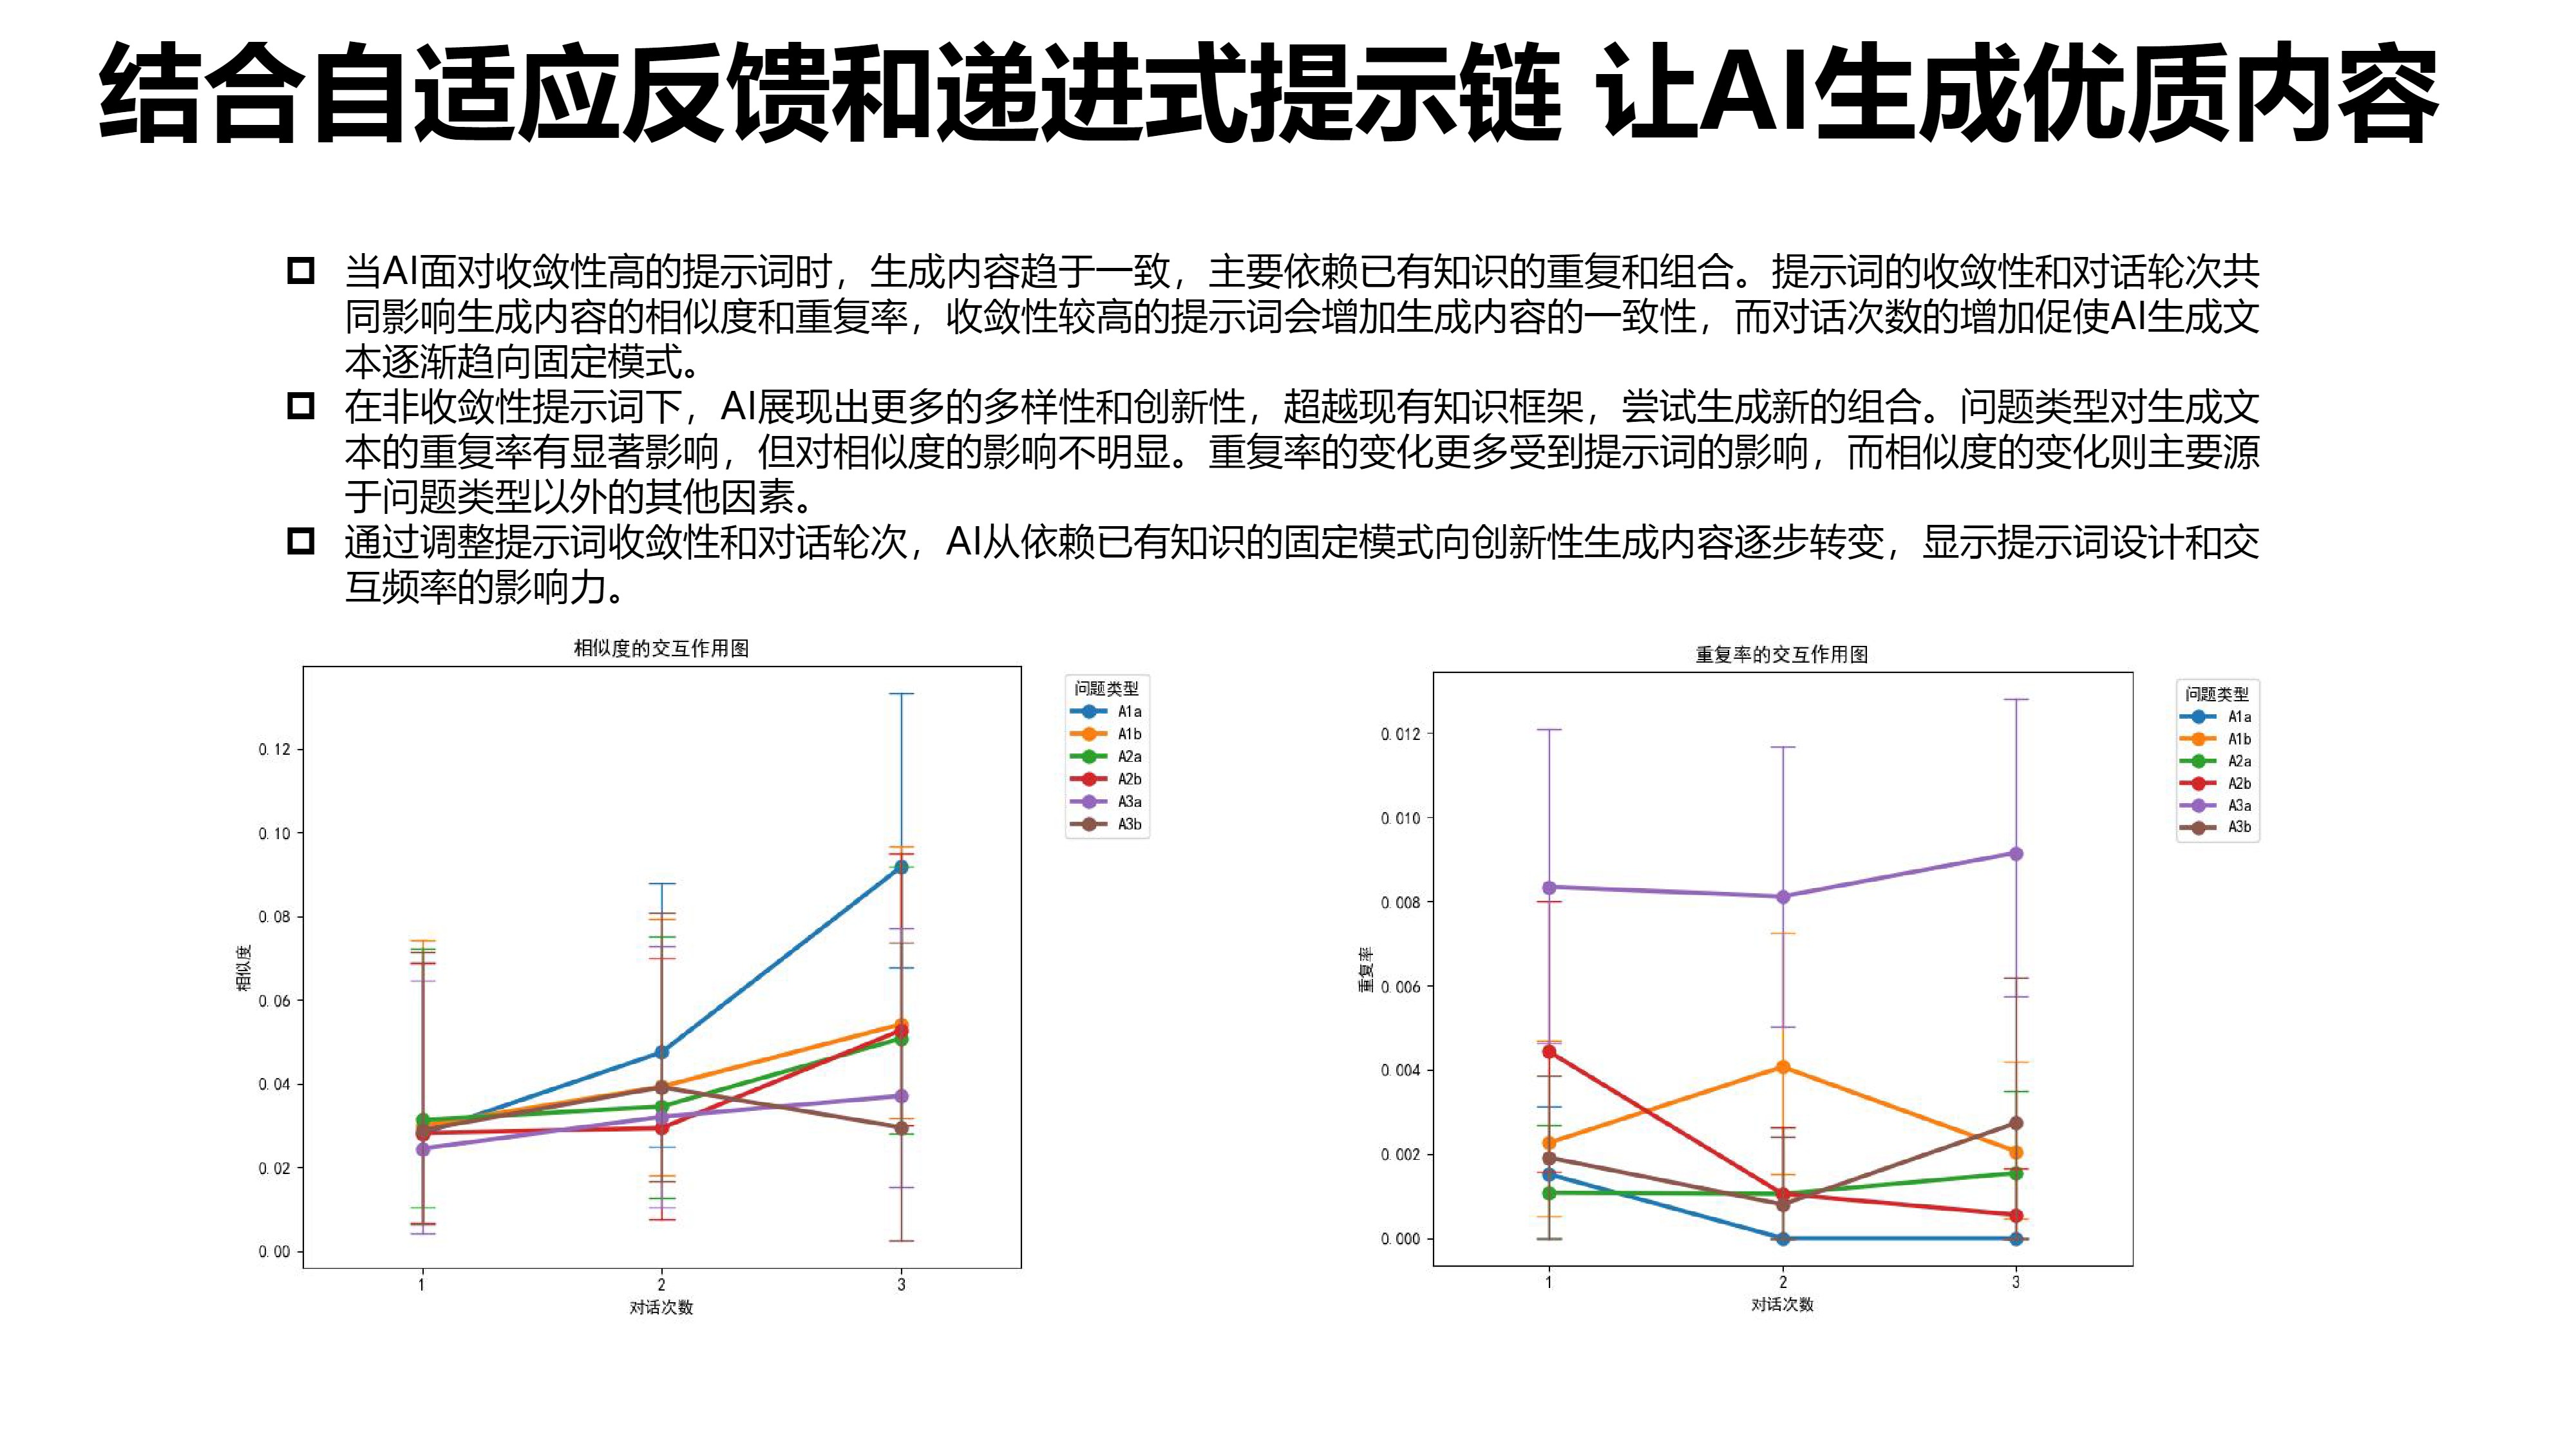 结合自适应反馈和递进式提示链 让AI生成优质内容
当AI面对收敛性高的提示词时，生成内容趋于一致，主要依赖已有知识的重复和组合。提示词的收敛性和对话轮次共
同影响生成内容的相似度和重复率，收敛性较高的提示词会增加生成内容的一致性，而对话次数的增加促使AI生成文
本逐渐趋向固定模式。
在非收敛性提示词下，AI展现出更多的多样性和创新性，超越现有知识框架，尝试生成新的组合。问题类型对生成文
本的重复率有显著影响，但对相似度的影响不明显。重复率的变化更多受到提示词的影响，而相似度的变化则主要源
于问题类型以外的其他因素。
通过调整提示词收敛性和对话轮次，AI从依赖已有知识的固定模式向创新性生成内容逐步转变，显示提示词设计和交
互频率的影响力。
相似度的交互作用图
0.12
0.10
0.08
0.06
0.04
0.02
0.00
相似度
1
2
3
对话次数
问题类型
A1a
A1b
A2a
A2b
A3a
A3b
重复率的交互作用图
0.012
0.010
0.008
0.006
0.004
0.002
0.000
重复率
1
2
3
对话次数
问题类型
A1a
A1b
A2a
A2b
A3a
A3b